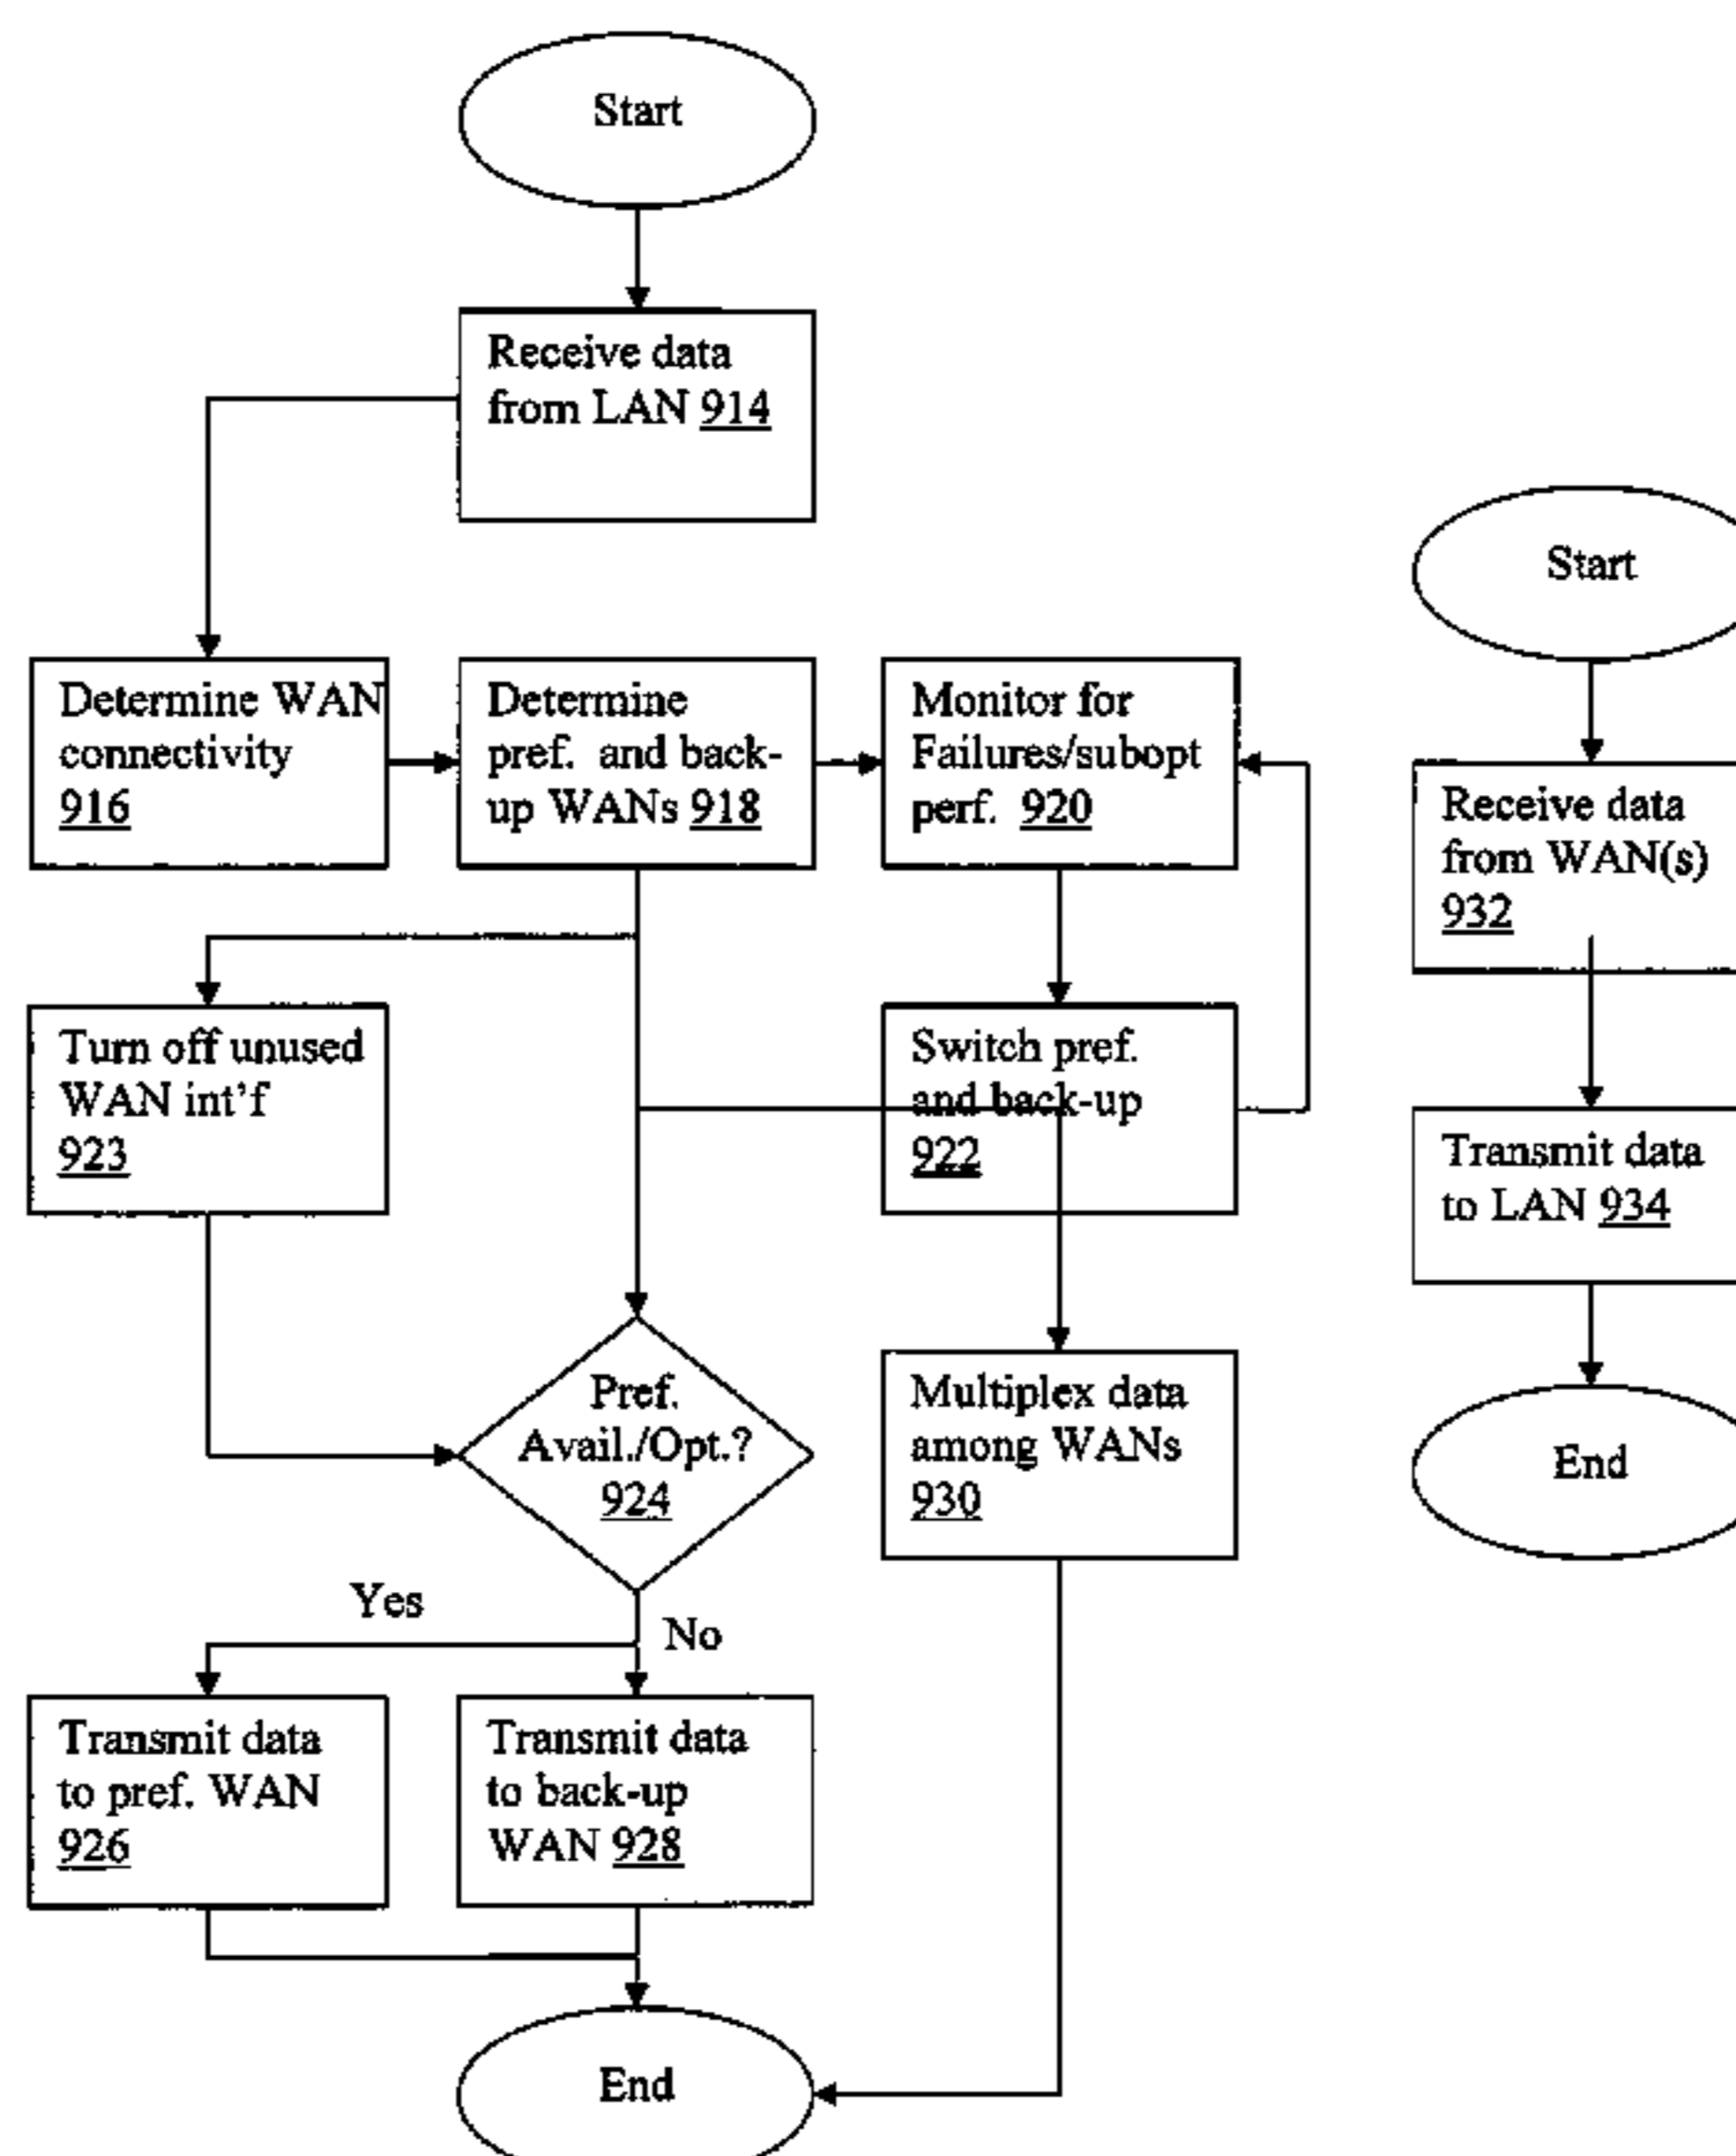 Start
Receive data
from LAN 914
Determine WAN
connectivity
916
Determine
pref. and back-
up WANs 918
Monitor for
Failures/subopt
perf. 920
Turn off unused
WAN int'f
923
Switch pref.
and back-up
922
Pref.
Avail./Opt.?
924
Multiplex data
among WANs
930
Yes
No
Transmit data
to pref. WAN
926
Transmit data
to back-up
WAN 928
End
Start
Receive data
from WAN(s)
932
Transmit data
to LAN 934
End